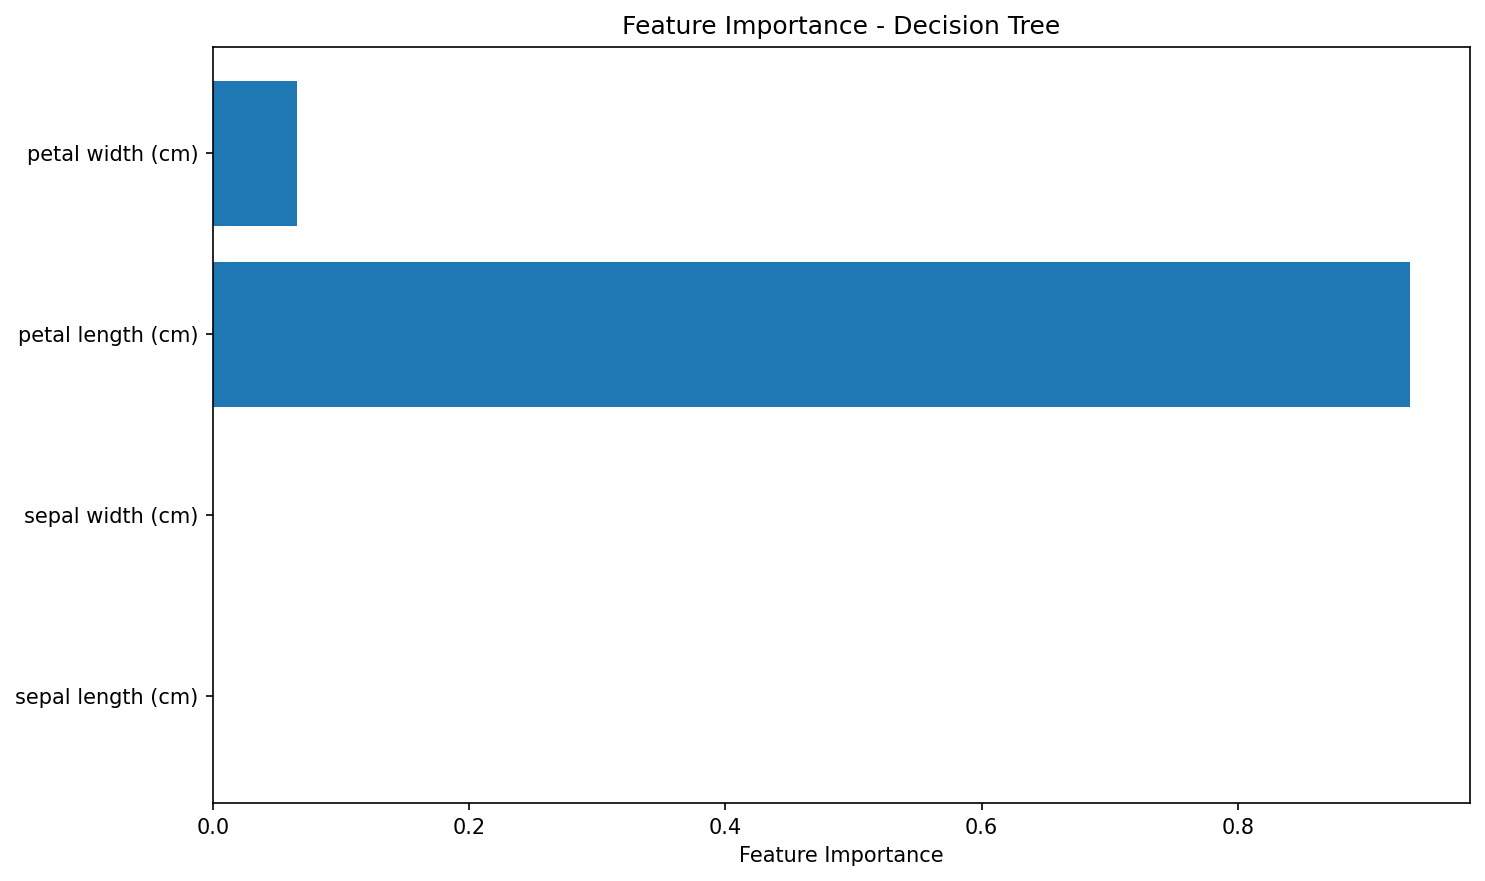 Feature Importance - Decision Tree
petal width (cm)
petal length (cm)
sepal width (cm)
sepal length (cm)
0.0 0.2 0.4 0.6 0.8
Feature Importance